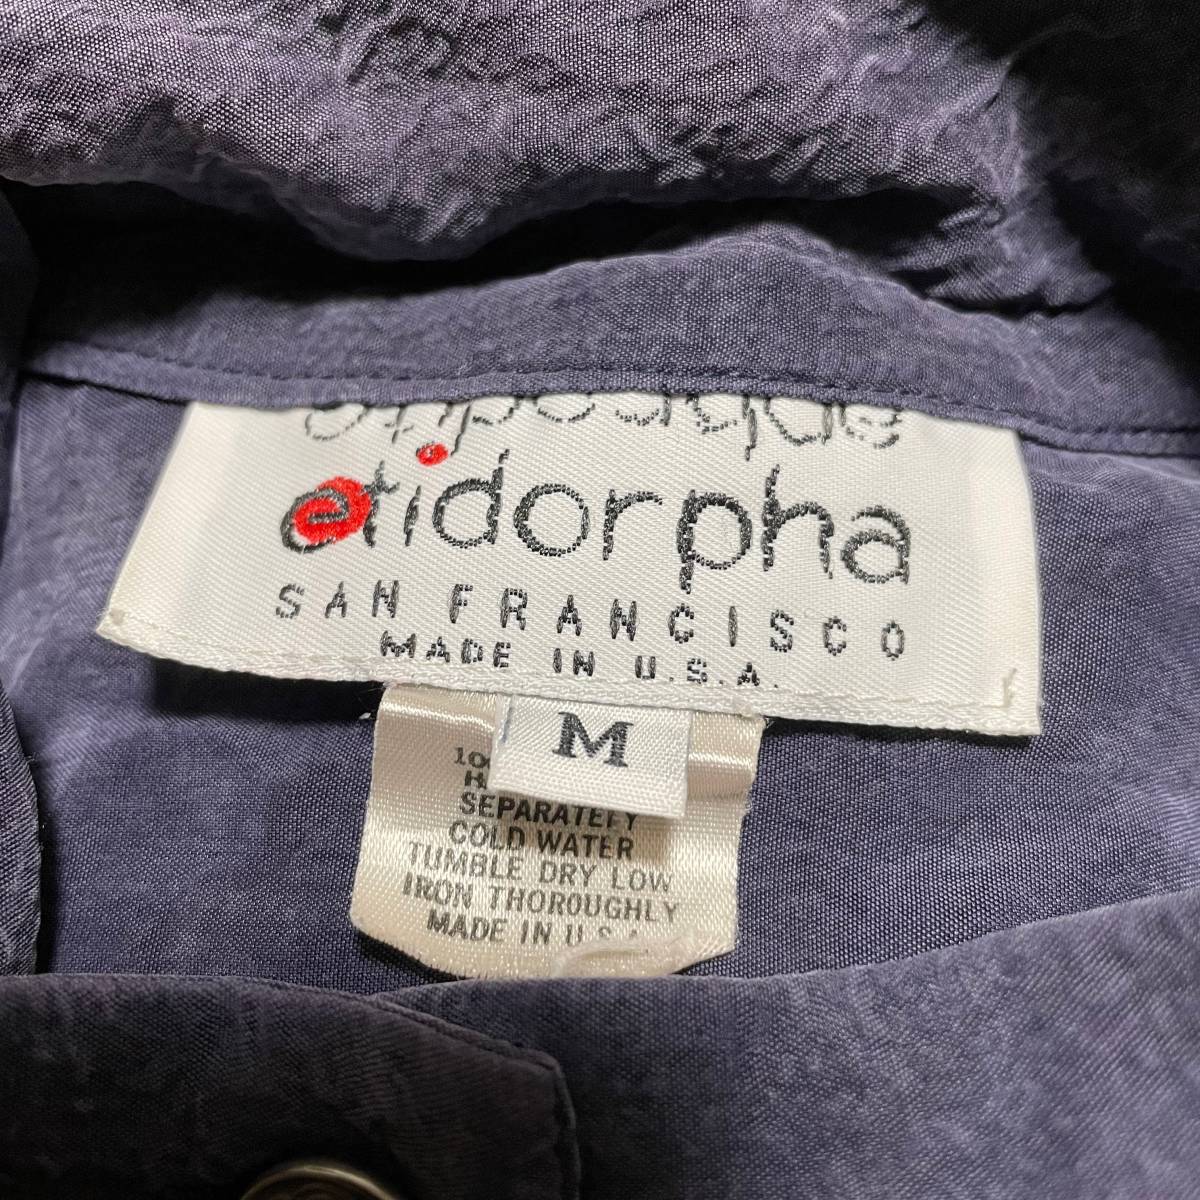 etidorpha
SAN FRANCISCO
MADE IN U.S.A.
M
SEPARATELY
COLD WATER
TUMBLE DRY LOW
IRON THOROUGHLY
MADE IN U.S.A.